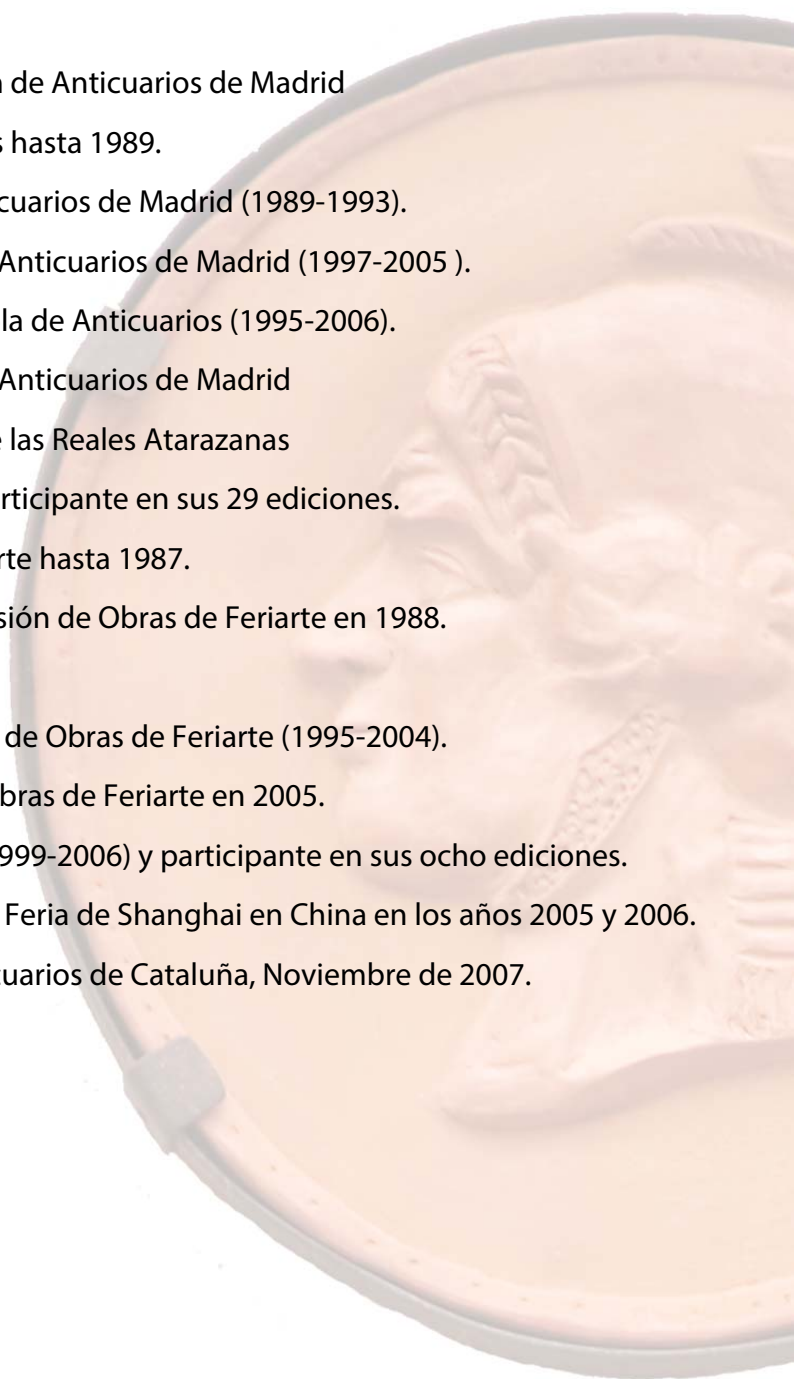 de Anticuarios de Madrid
hasta 1989.
cuarios de Madrid (1989-1993).
Anticuarios de Madrid (1997-2005 ).
la de Anticuarios (1995-2006).
Anticuarios de Madrid
las Reales Atarazanas
rticipante en sus 29 ediciones.
rte hasta 1987.
sión de Obras de Feriarte en 1988.
de Obras de Feriarte (1995-2004).
bras de Feriarte en 2005.
999-2006) y participante en sus ocho ediciones.
Feria de Shanghai en China en los años 2005 y 2006.
tuarios de Cataluña, Noviembre de 2007.